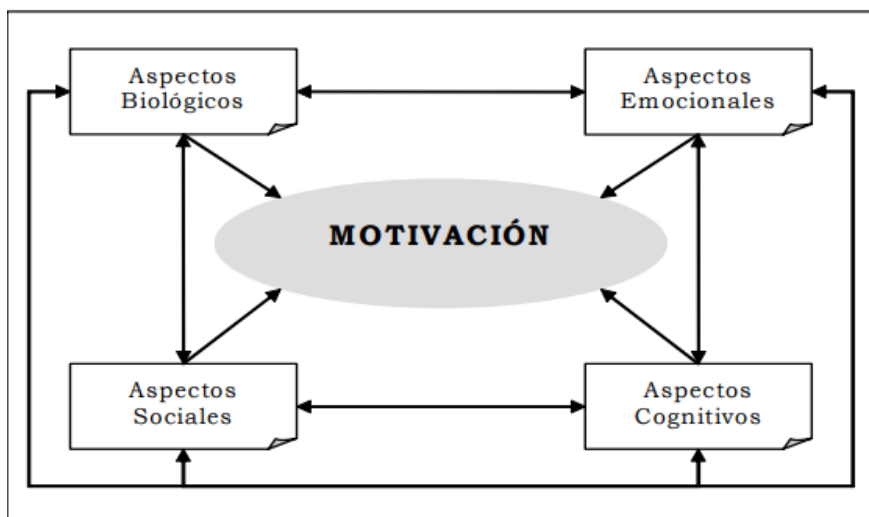 Aspectos
Biológicos
Aspectos
Emocionales
MOTIVACIÓN
Aspectos
Sociales
Aspectos
Cognitivos